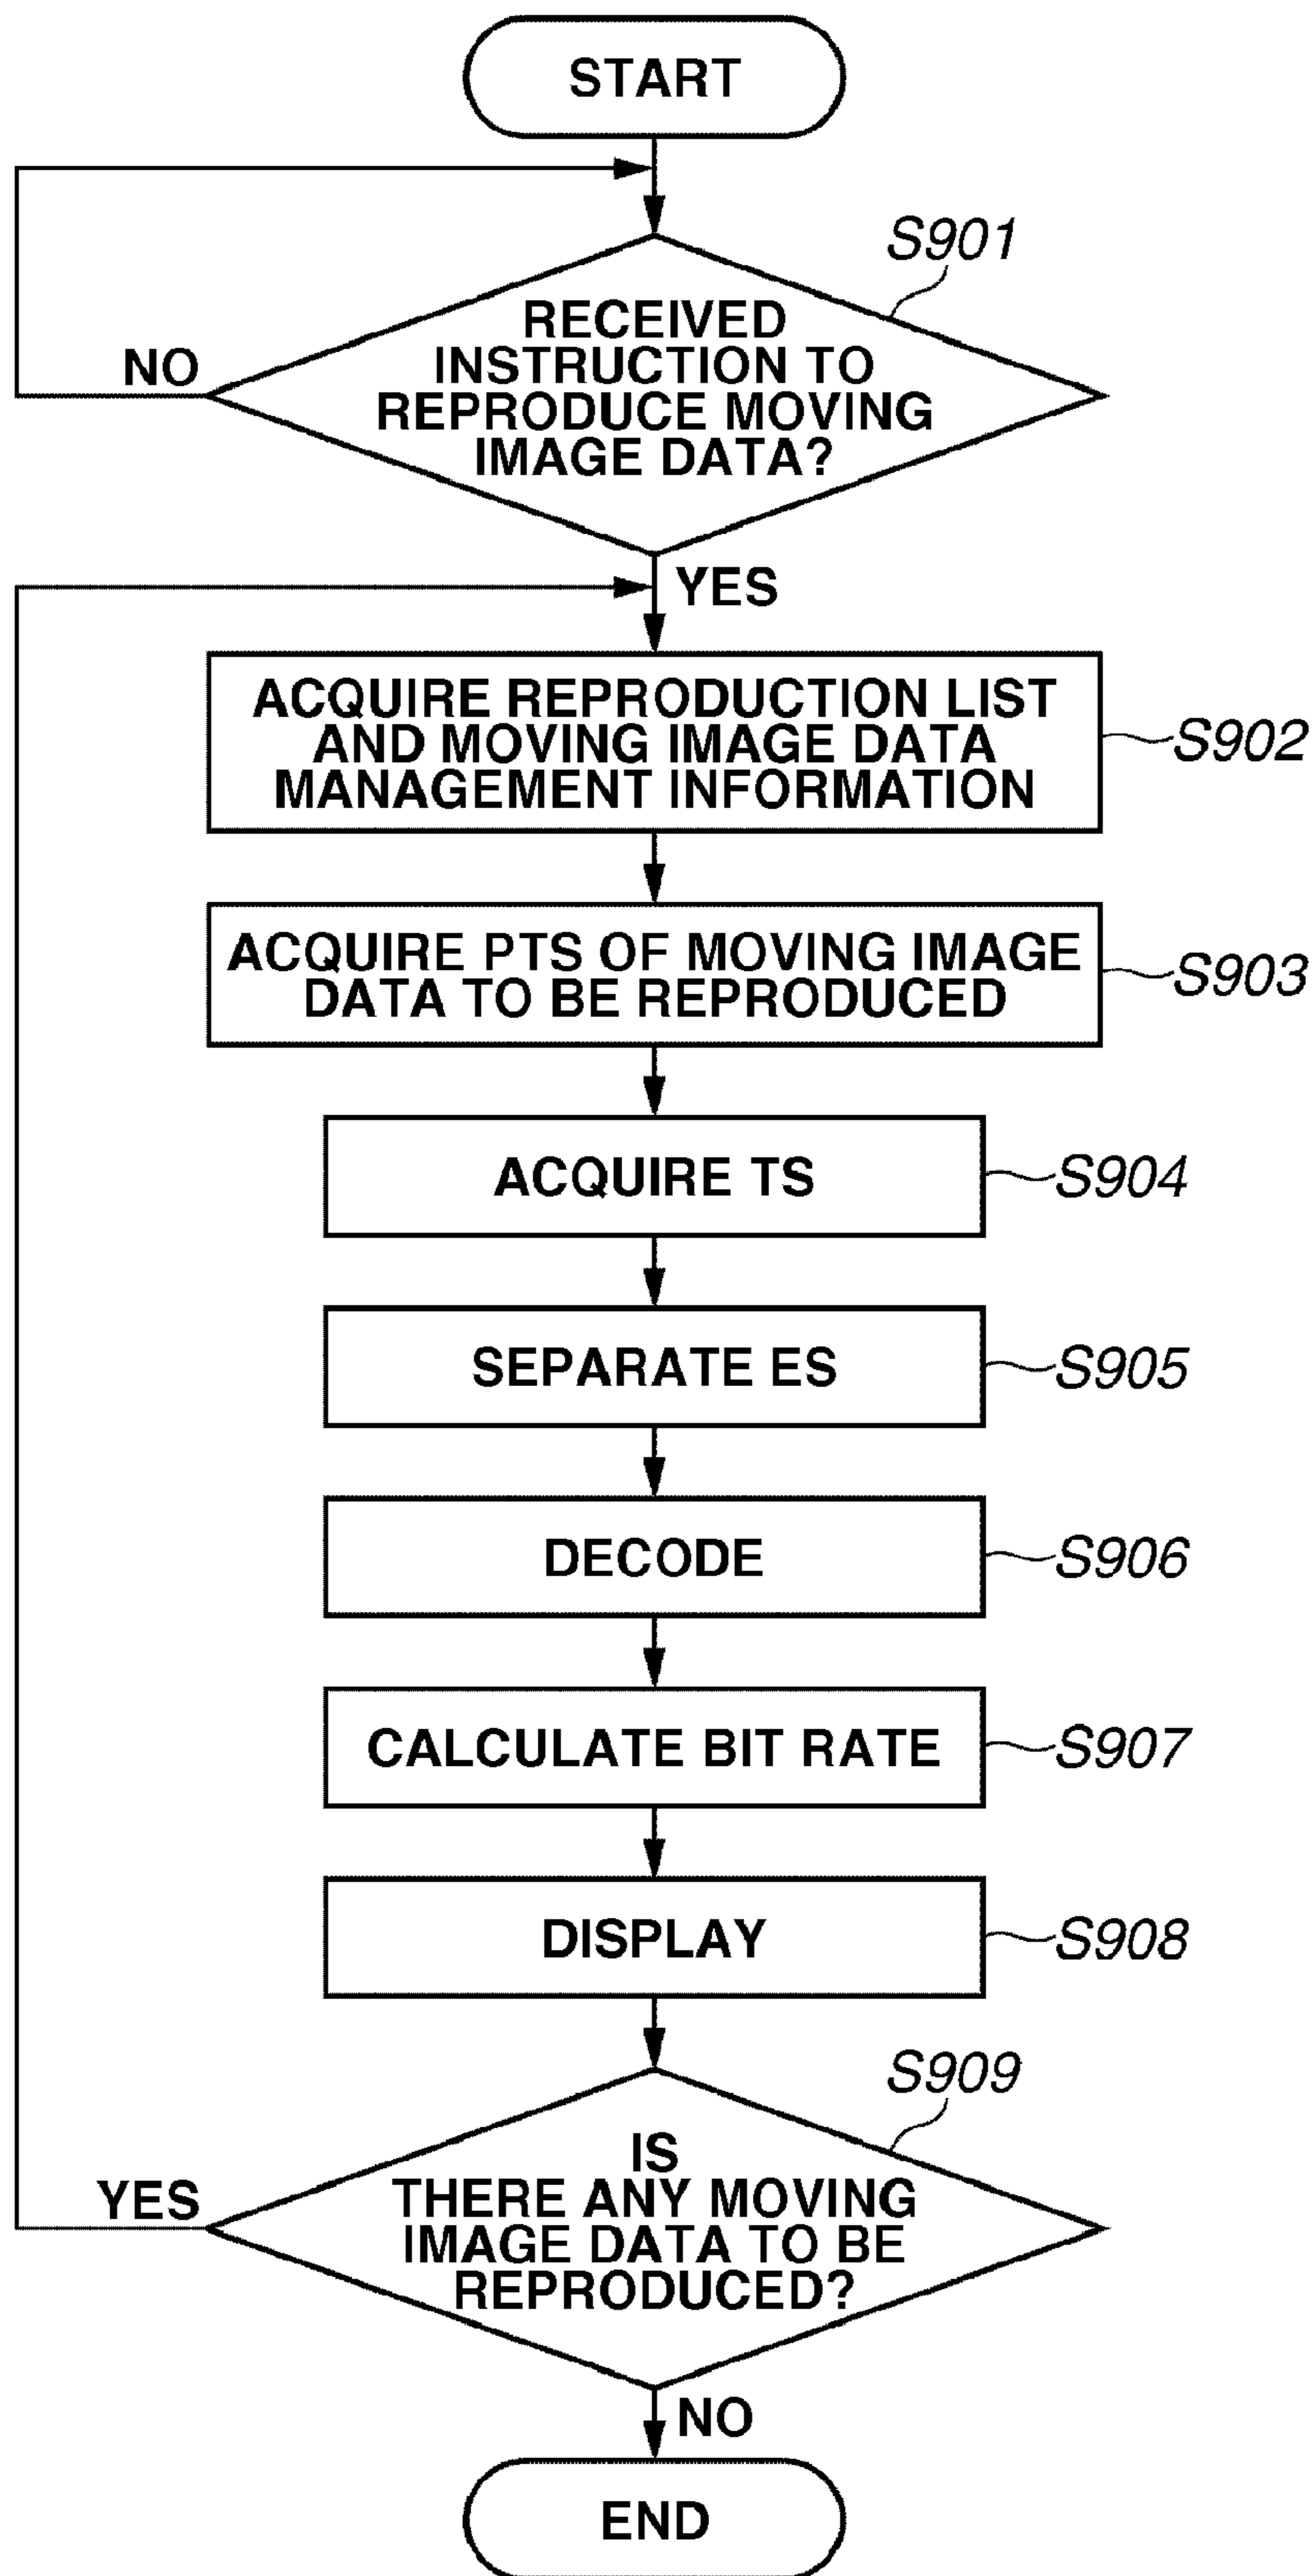 START
S901
RECEIVED
INSTRUCTION TO
REPRODUCE MOVING
IMAGE DATA?
NO
YES
ACQUIRE REPRODUCTION LIST
AND MOVING IMAGE DATA
MANAGEMENT INFORMATION
S902
ACQUIRE PTS OF MOVING IMAGE
DATA TO BE REPRODUCED
S903
ACQUIRE TS
S904
SEPARATE ES
S905
DECODE
S906
CALCULATE BIT RATE
S907
DISPLAY
S908
S909
IS
THERE ANY MOVING
IMAGE DATA TO BE
REPRODUCED?
YES
NO
END